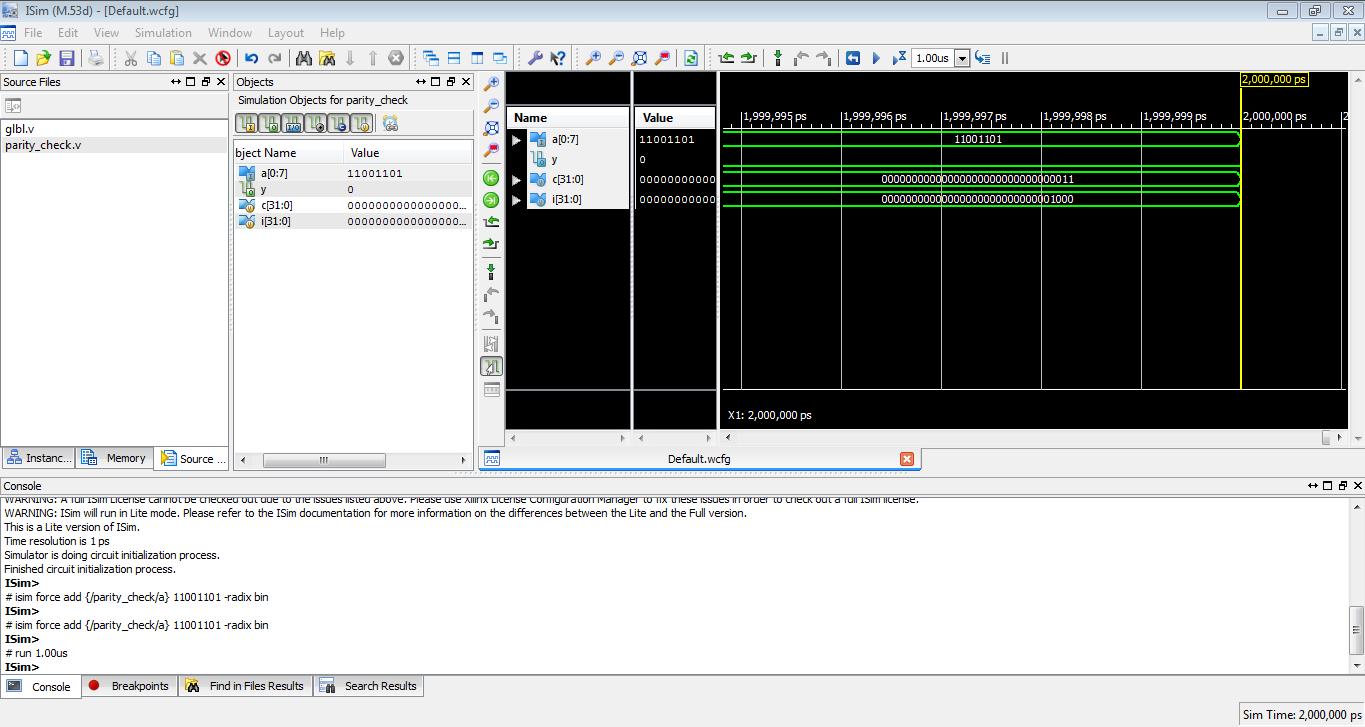 ISim (M.53d) - [Default.wcfg]
File Edit View Simulation Window Layout Help
1.00us
Source Files
glbl.v
parity_check.v
Instanc... Memory Source ...
Objects
Simulation Objects for parity_check
bject Name Value
a[0:7] 11001101
y 0
c[31:0] 0000000000000000...
i[31:0] 0000000000000000...
Name Value
a[0:7] 11001101
y 0
c[31:0] 00000000000
i[31:0] 00000000000
2,000,000 ps
1,999,995 ps 1,999,996 ps 1,999,997 ps 1,999,998 ps 1,999,999 ps 2,000,000 ps 2
11001101
00000000000000000000000000000011
00000000000000000000000000001000
X1: 2,000,000 ps
Default.wcfg
Console
WARNING: A full ISim License cannot be checked out due to the issues listed above. Please use Xilinx License Configuration Manager to fix these issues in order to check out a full ISim license.
WARNING: ISim will run in Lite mode. Please refer to the ISim documentation for more information on the differences between the Lite and the Full version.
This is a Lite version of ISim.
Time resolution is 1 ps
Simulator is doing circuit initialization process.
Finished circuit initialization process.
ISim>
# isim force add {/parity_check/a} 11001101 -radix bin
ISim>
# isim force add {/parity_check/a} 11001101 -radix bin
ISim>
# run 1.00us
ISim>
Console Breakpoints Find in Files Results Search Results
Sim Time: 2,000,000 ps